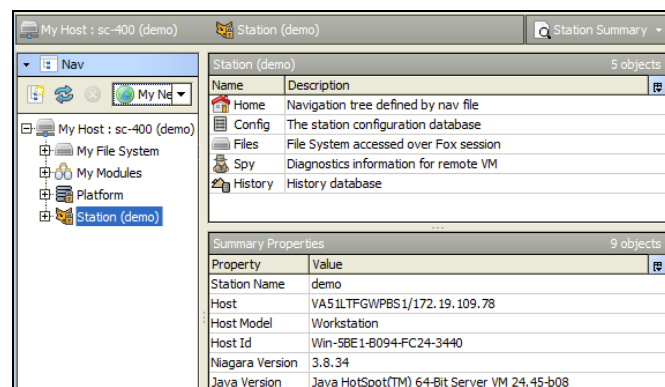 My Host : sc-400 (demo) Station (demo) Station Summary
Nav
My Ne
My Host : sc-400 (demo)
My File System
My Modules
Platform
Station (demo)
Station (demo) 5 objects
Name Description
Home Navigation tree defined by nav file
Config The station configuration database
Files File System accessed over Fox session
Spy Diagnostics information for remote VM
History History database
Summary Properties 9 objects
Property Value
Station Name demo
Host VA51LTFGWPBS1/172.19.109.78
Host Model Workstation
Host Id Win-5BE1-B094-FC24-3440
Niagara Version 3.8.34
Java Version Java HotSpot(TM) 64-Bit Server VM 24.45-b08